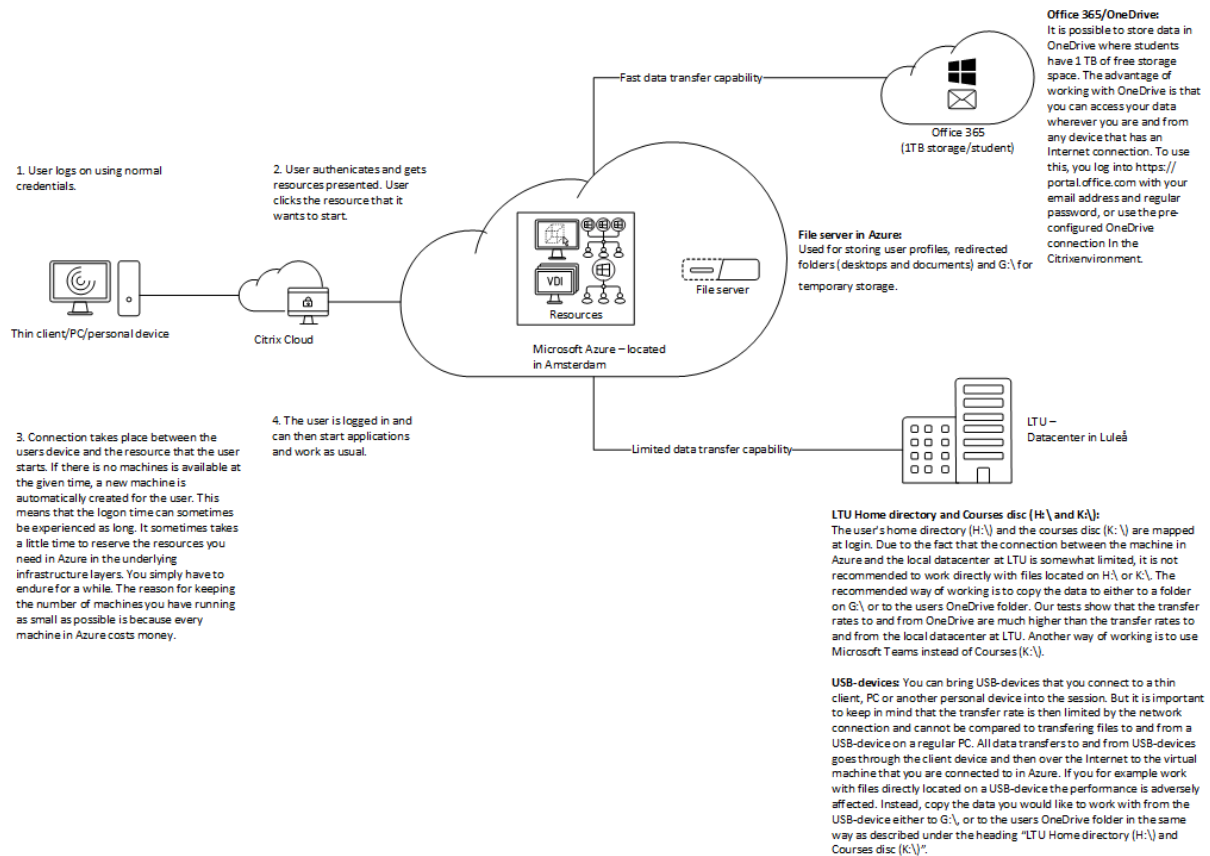 Office 365/OneDrive:
It is possible to store data in
OneDrive where students
have 1 TB of free storage
space. The advantage of
working with OneDrive is that
you can access your data
wherever you are and from
any device that has an
Internet connection. To use
this, you log into https://
portal.office.com with your
email address and regular
password, or use the pre-
configured OneDrive
connection In the
Citrixenvironment.
Fast data transfer capability
Office 365
(1TB storage/student)
1. User logs on using normal
credentials.
2. User authenicates and gets
resources presented. User
clicks the resource that it
wants to start.
File server in Azure:
Used for storing user profiles, redirected
folders (desktops and documents) and G:\ for
temporary storage.
VDI
Resources
File server
Thin client/PC/personal device
Citrix Cloud
Microsoft Azure – located
in Amsterdam
3. Connection takes place between the
users device and the resource that the user
starts. If there is no machines is available at
the given time, a new machine is
automatically created for the user. This
means that the logon time can sometimes
be experienced as long. It sometimes takes
a little time to reserve the resources you
need in Azure in the underlying
infrastructure layers. You simply have to
endure for a while. The reason for keeping
the number of machines you have running
as small as possible is because every
machine in Azure costs money.
4. The user is logged in and
can then start applications
and work as usual.
Limited data transfer capability
LTU –
Datacenter in Luleå
LTU Home directory and Courses disc (H:\ and K:\):
The user's home directory (H:\) and the courses disc (K: \) are mapped
at login. Due to the fact that the connection between the machine in
Azure and the local datacenter at LTU is somewhat limited, it is not
recommended to work directly with files located on H:\ or K:\. The
recommended way of working is to copy the data to either to a folder
on G:\ or to the users OneDrive folder. Our tests show that the transfer
rates to and from OneDrive are much higher than the transfer rates to
and from the local datacenter at LTU. Another way of working is to use
Microsoft Teams instead of Courses (K:\).
USB-devices: You can bring USB-devices that you connect to a thin
client, PC or another personal device into the session. But it is important
to keep in mind that the transfer rate is then limited by the network
connection and cannot be compared to transfering files to and from a
USB-device on a regular PC. All data transfers to and from USB-devices
goes through the client device and then over the Internet to the virtual
machine that you are connected to in Azure. If you for example work
with files directly located on a USB-device the performance is adversely
affected. Instead, copy the data you would like to work with from the
USB-device either to G:\, or to the users OneDrive folder in the same
way as described under the heading "LTU Home directory (H:\) and
Courses disc (K:\)".